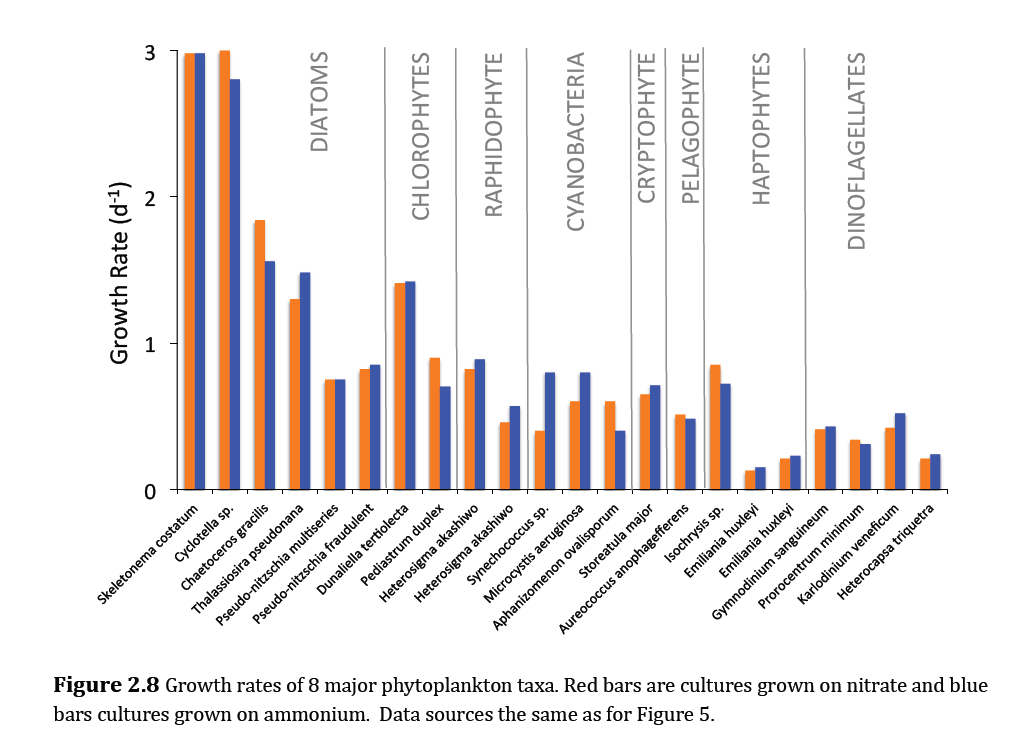 3
2
1
0
Growth Rate (d-1)
DIATOMS
CHLOROPHYTES
RAPHIDOPHYTE
CYANOBACTERIA
CRYPTOPHYTE
PELAGOPHYTE
HAPTOPHYTES
DINOFLAGELLATES
Skeletonema costatum
Cyclotella sp.
Chaetoceros gracilis
Thalassiosira pseudonana
Pseudo-nitzschia multiseries
Pseudo-nitzschia fraudulent
Dunaliella tertiolecta
Pediastrum duplex
Heterosigma akashiwo
Heterosigma akashiwo
Synechococcus sp.
Microcystis aeruginosa
Aphanizomenon ovalisporum
Storeatula major
Aureococcus anophagefferens
Isochrysis sp.
Emiliania huxleyi
Emiliania huxleyi
Gymnodinium sanguineum
Prorocentrum minimum
Karlodinium veneficum
Heterocapsa triquetra
Figure 2.8 Growth rates of 8 major phytoplankton taxa. Red bars are cultures grown on nitrate and blue
bars cultures grown on ammonium. Data sources the same as for Figure 5.